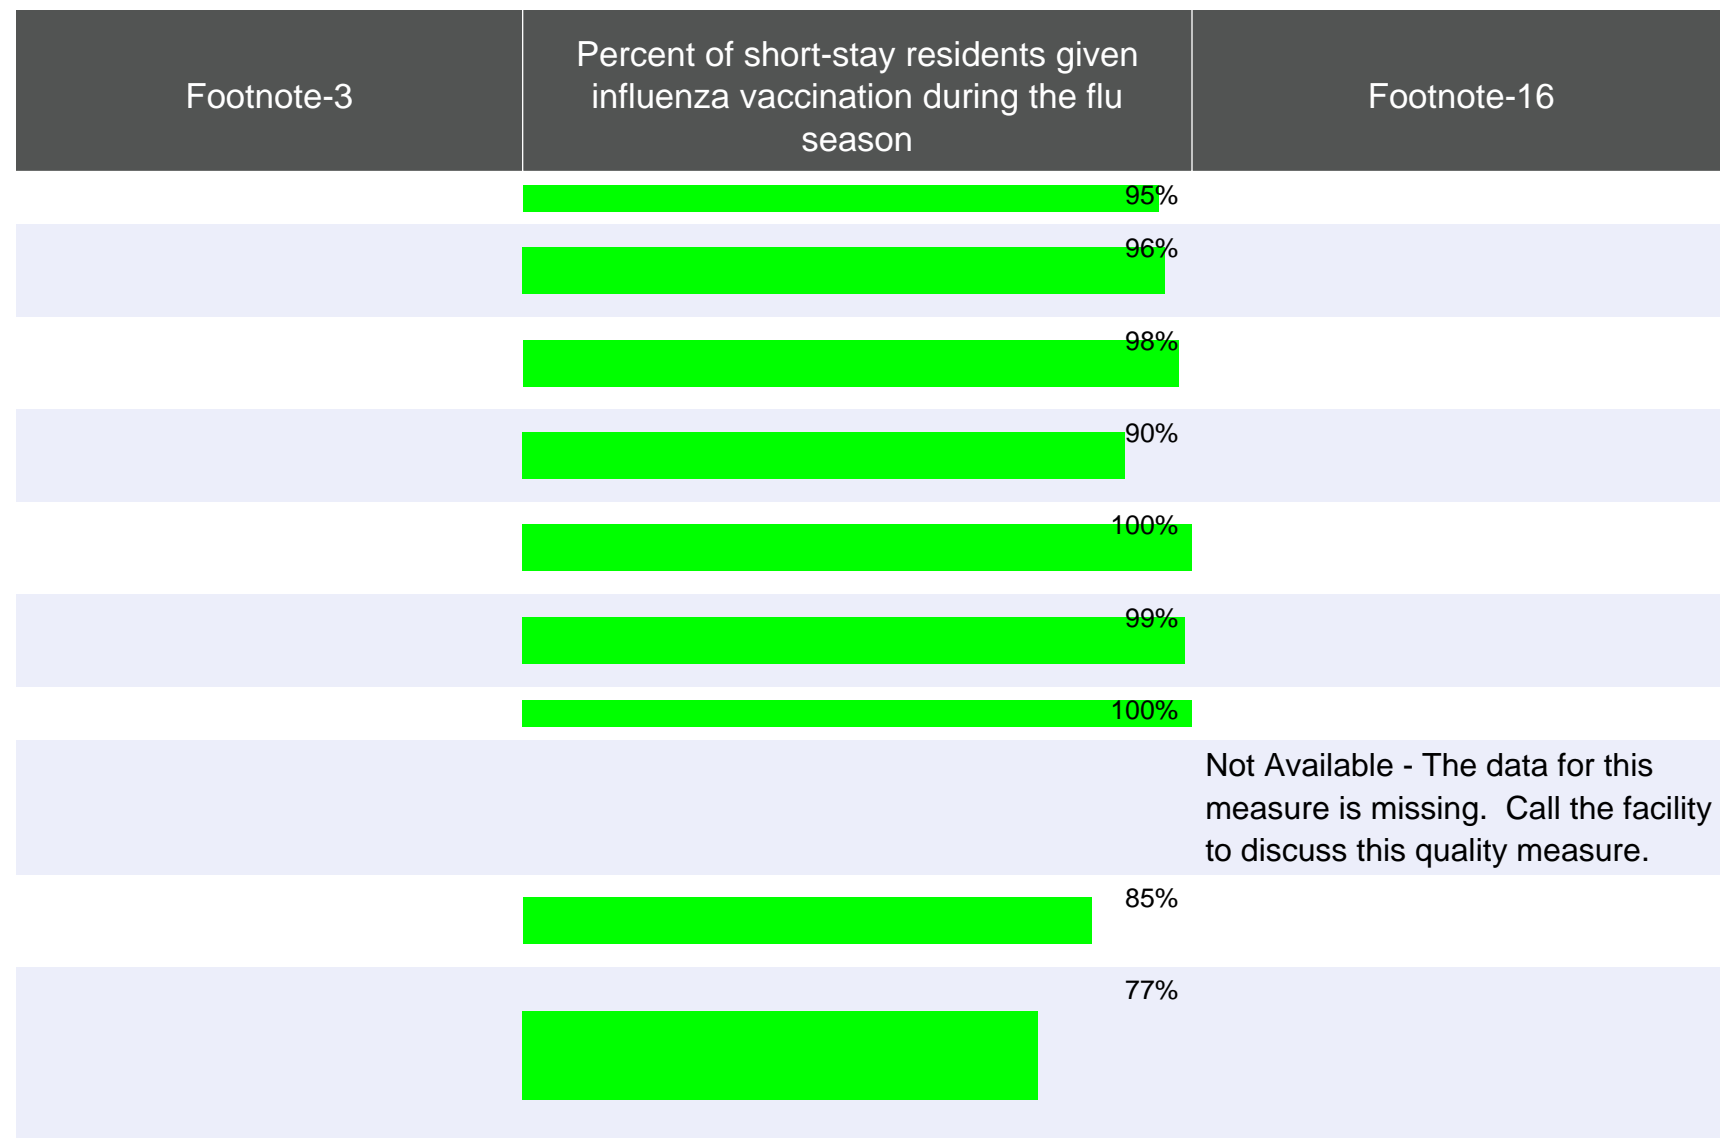 Footnote-3
Percent of short-stay residents given
influenza vaccination during the flu
season
Footnote-16
95%
96%
98%
90%
100%
99%
100%
Not Available - The data for this
measure is missing.  Call the facility
to discuss this quality measure.
85%
77%